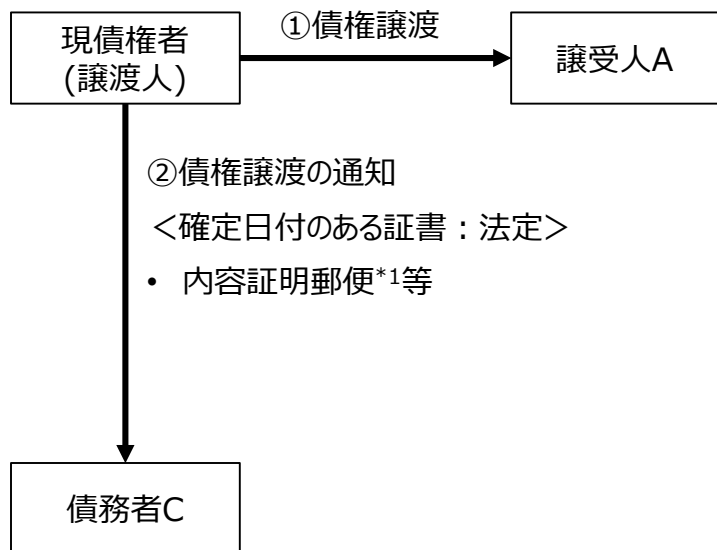 ①債権譲渡
現債権者
(譲渡人)
譲受人A
②債権譲渡の通知
＜確定日付のある証書：法定＞
• 内容証明郵便*1等
債務者C